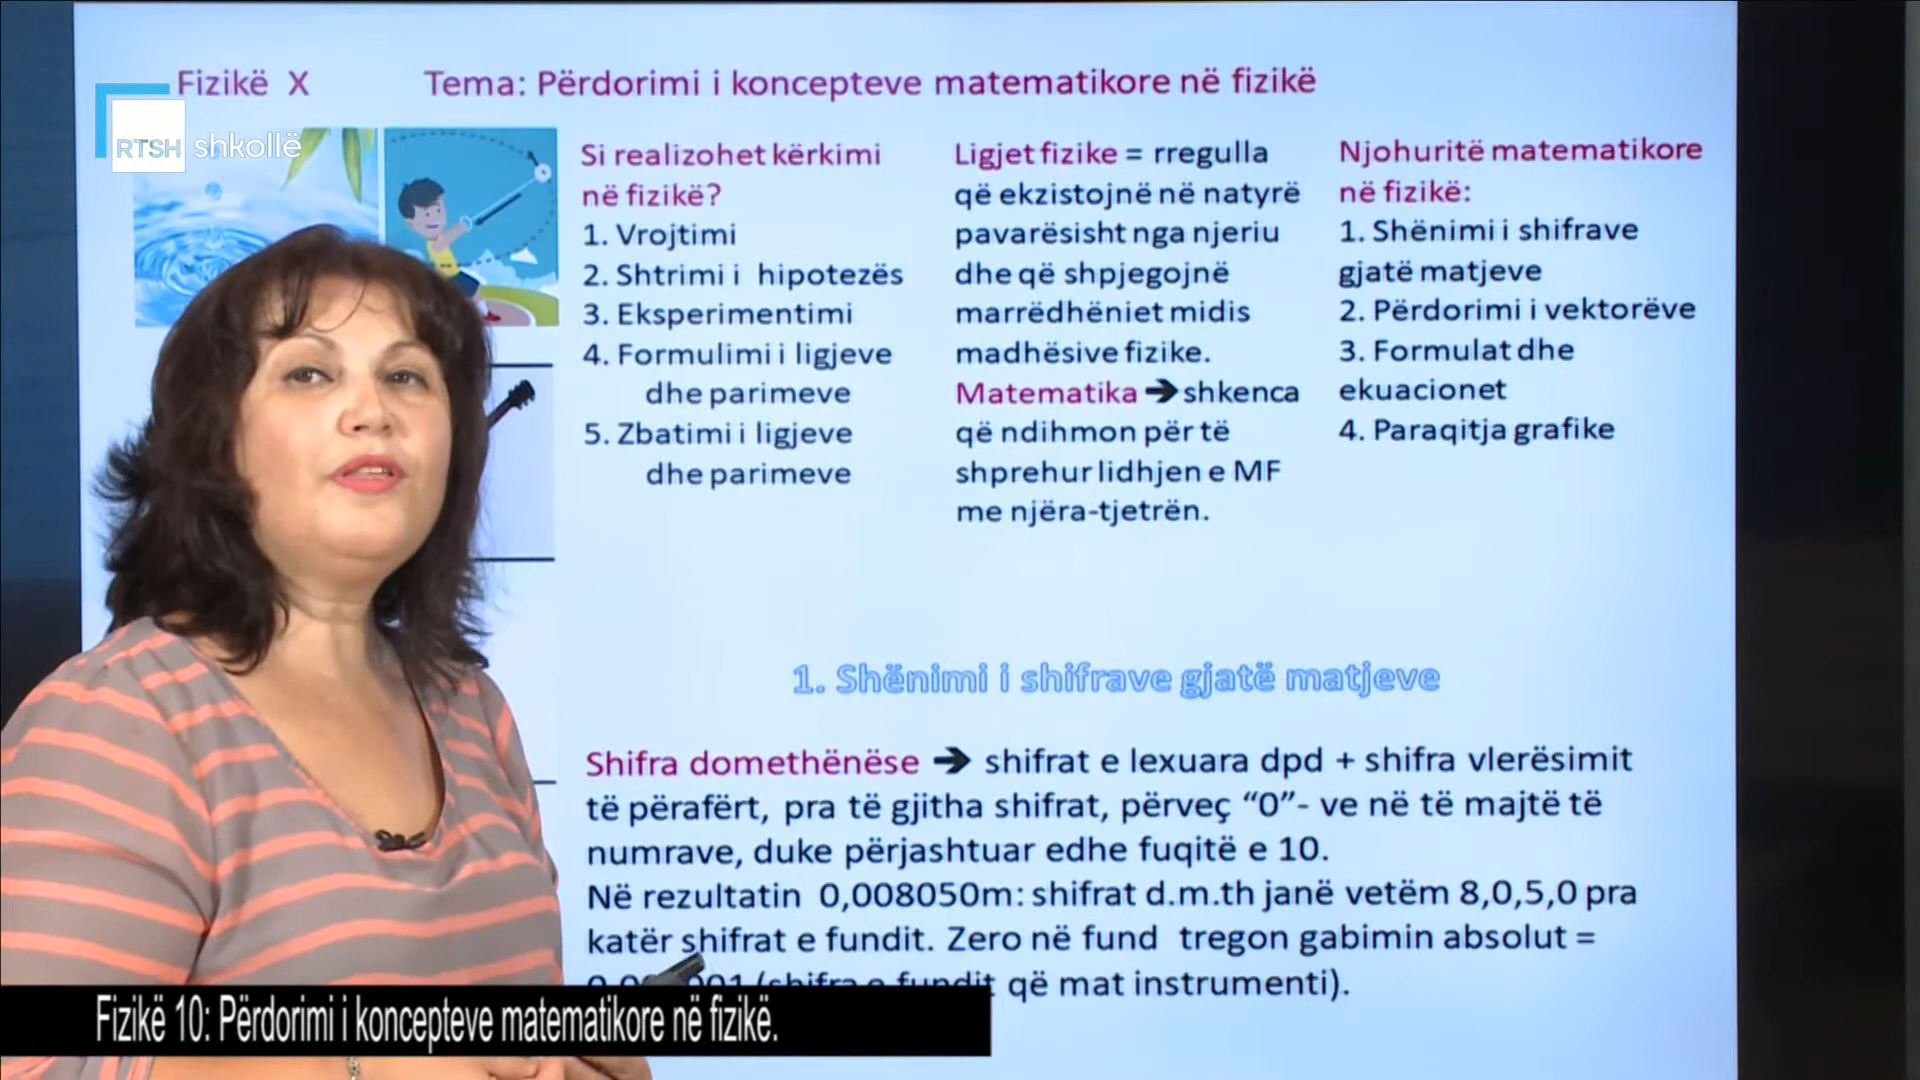 Fizikë X
Tema: Përdorimi i koncepteve matematikore në fizikë
RTSH shkollë
Si realizohet kërkimi
në fizikë?
1. Vrojtimi
2. Shtrimi i hipotezës
3. Eksperimentimi
4. Formulimi i ligjeve
dhe parimeve
5. Zbatimi i ligjeve
dhe parimeve
Ligjet fizike = rregulla
që ekzistojnë në natyrë
pavarësisht nga njeriu
dhe që shpjegojnë
marrëdhëniet midis
madhësive fizike.
Matematika ➔ shkenca
që ndihmon për të
shprehur lidhjen e MF
me njëra-tjetrën.
Njohuritë matematikore
në fizikë:
1. Shënimi i shifrave
gjatë matjeve
2. Përdorimi i vektorëve
3. Formulat dhe
ekuacionet
4. Paraqitja grafike
1. Shënimi i shifrave gjatë matjeve
Shifra domethënëse ➔ shifrat e lexuara dpd + shifra vlerësimit
të përafërt, pra të gjitha shifrat, përveç “0”- ve në të majtë të
numrave, duke përjashtuar edhe fuqitë e 10.
Në rezultatin 0,008050m: shifrat d.m.th janë vetëm 8,0,5,0 pra
katër shifrat e fundit. Zero në fund tregon gabimin absolut =
(shifra e fundit që mat instrumenti).
Fizikë 10: Përdorimi i koncepteve matematikore në fizikë.